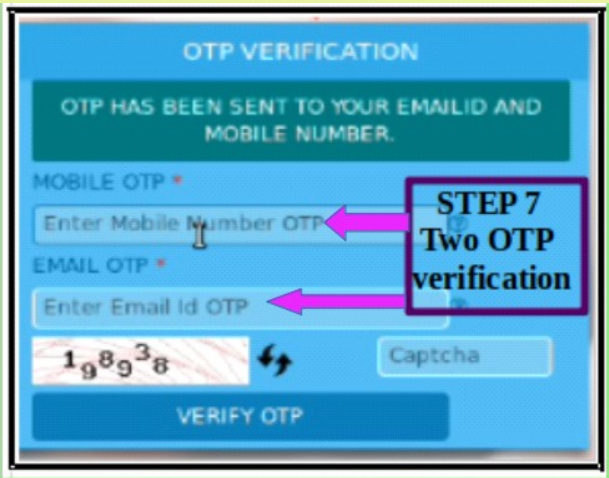 OTP VERIFICATION
OTP HAS BEEN SENT TO YOUR EMAILID AND
MOBILE NUMBER.
MOBILE OTP *
Enter Mobile Number OTP
EMAIL OTP *
Enter Email Id OTP
STEP 7
Two OTP
verification
198938
Captcha
VERIFY OTP